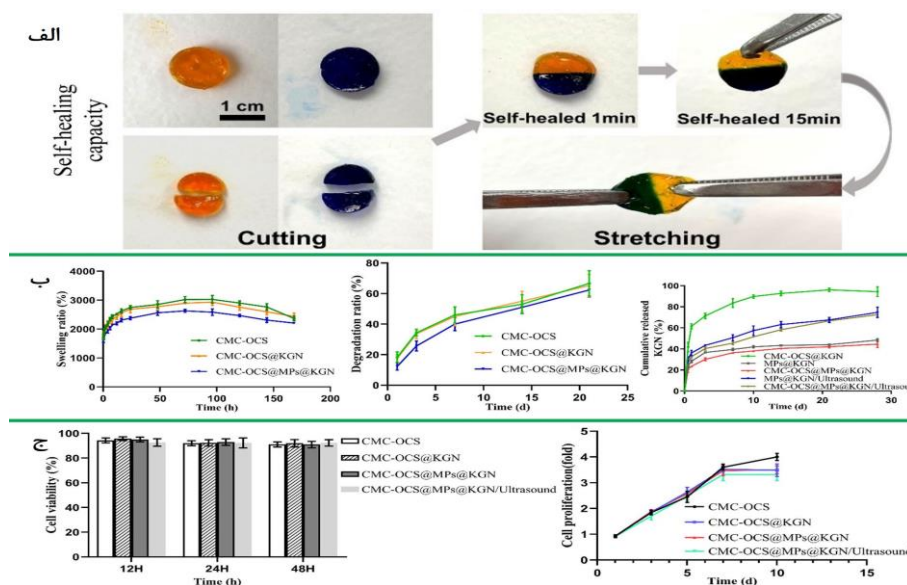 الف
Self-healing
capacity
1 cm
Cutting
Self-healed 1min
Self-healed 15min
Stretching
ب
Swelling ratio (%)
5000
4000
3000
2000
1000
0
0 50 100 150 200
Time (h)
CMC-OCS
CMC-OCS@KGN
CMC-OCS@MPs@KGN
Degradation ratio (%)
80
60
40
20
0
0 5 10 15 20 25
Time (d)
CMC-OCS
CMC-OCS@KGN
CMC-OCS@MPs@KGN
Cumulative released
KGN (%)
100
80
60
40
20
0
0 10 20 30
Time (d)
CMC-OCS@KGN
MPs@KGN
CMC-OCS@MPs@KGN
MPs@KGN/Ultrasound
CMC-OCS@MPs@KGN/Ultrasound
ج
Cell viability (%)
100
80
60
40
20
0
12H 24H 48H
Time (h)
CMC-OCS
CMC-OCS@KGN
CMC-OCS@MPs@KGN
CMC-OCS@MPs@KGN/Ultrasound
Cell proliferation(fold)
5
4
3
2
1
0
0 5 10 15
Time (d)
CMC-OCS
CMC-OCS@KGN
CMC-OCS@MPs@KGN
CMC-OCS@MPs@KGN/Ultrasound